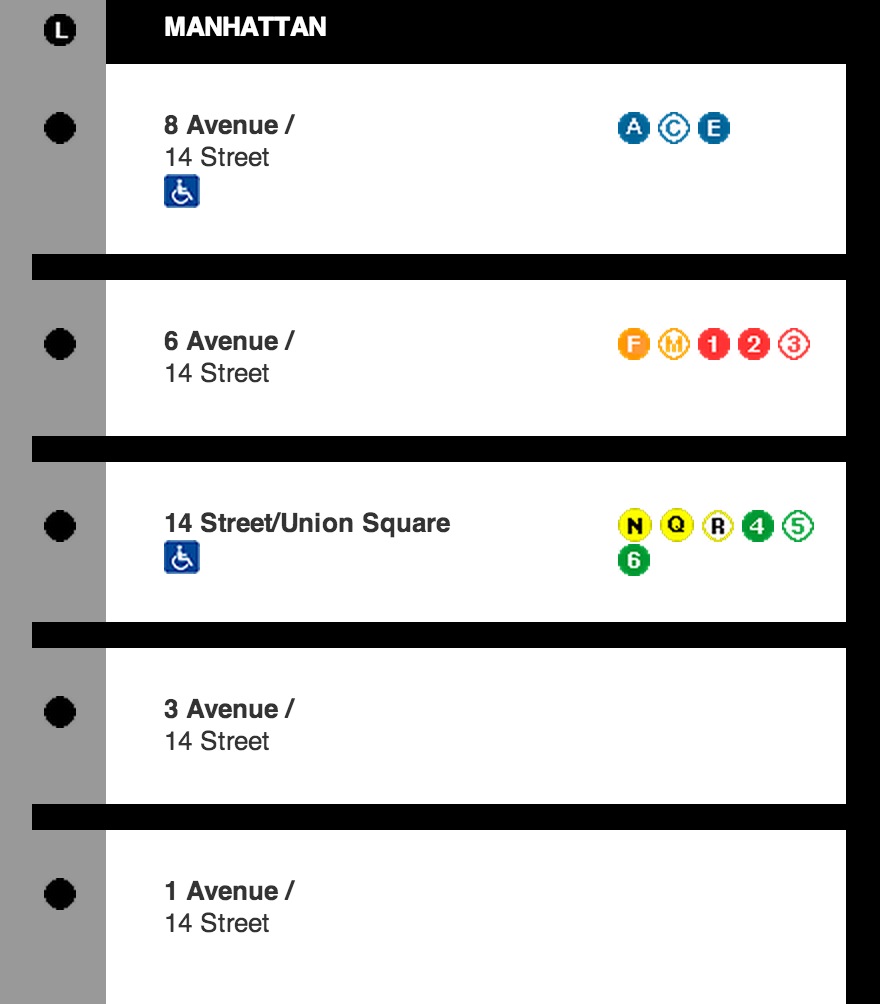 L MANHATTAN
8 Avenue / A C E
14 Street
6 Avenue / F M 1 2 3
14 Street
14 Street/Union Square N Q R 4 5
6
3 Avenue /
14 Street
1 Avenue /
14 Street